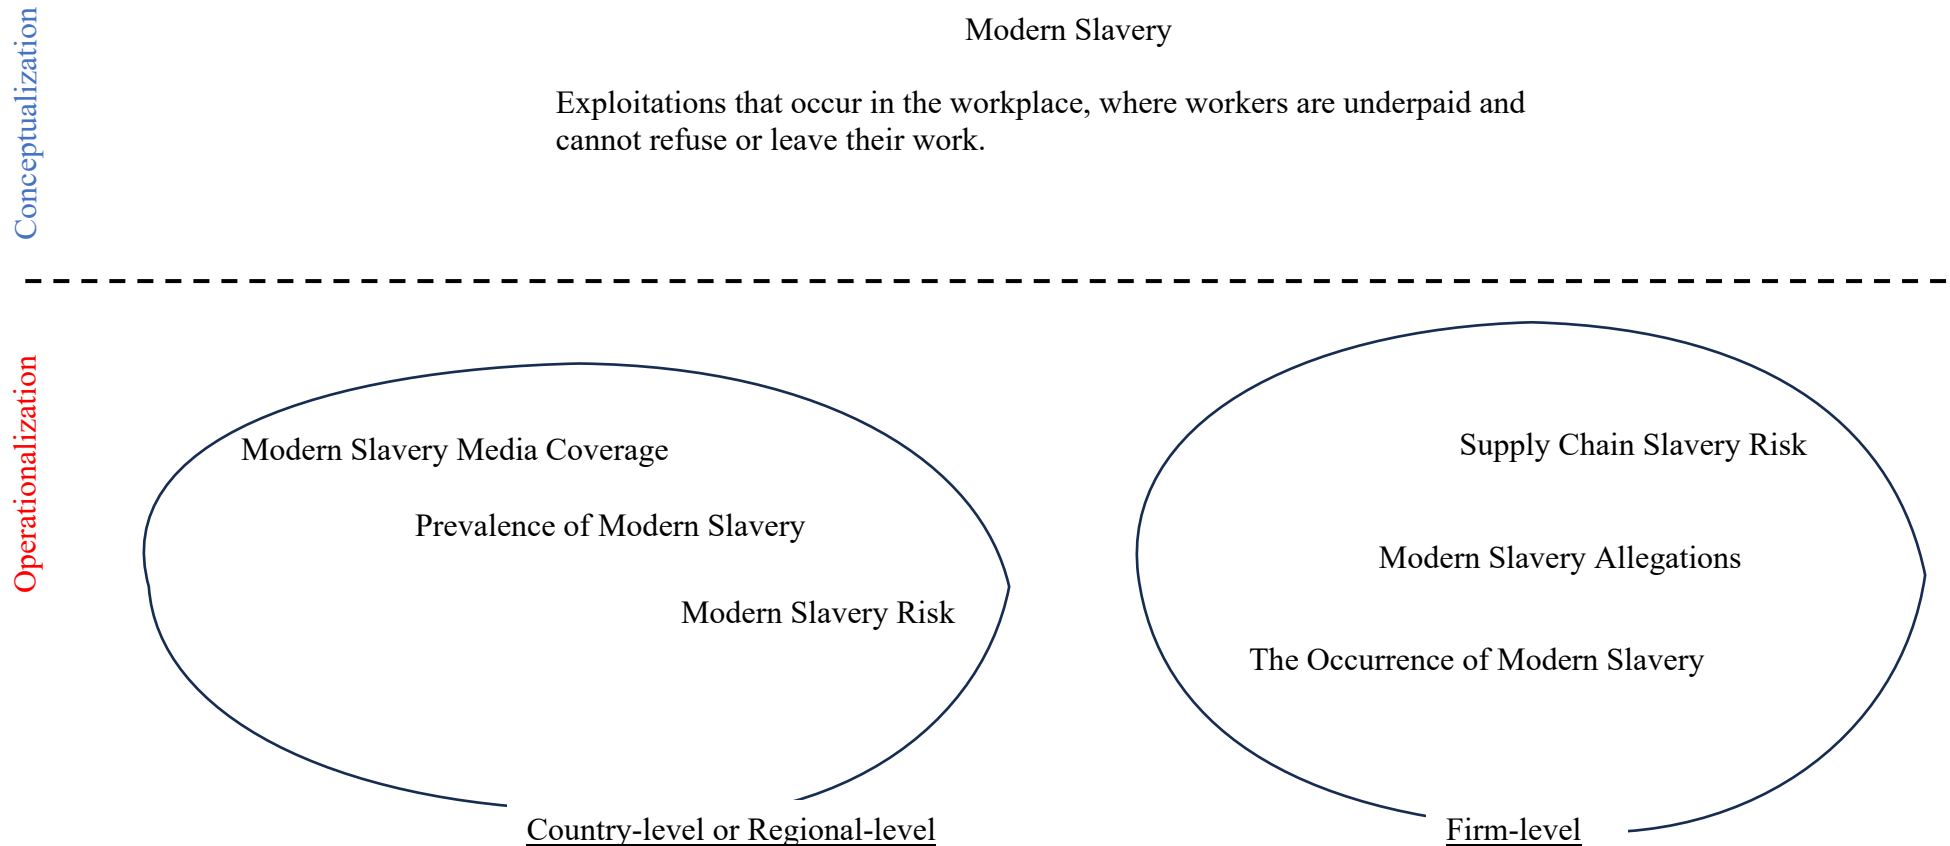 Conceptualization
Modern Slavery
Exploitations that occur in the workplace, where workers are underpaid and
cannot refuse or leave their work.
Operationalization
Modern Slavery Media Coverage
Prevalence of Modern Slavery
Modern Slavery Risk
Country-level or Regional-level
Supply Chain Slavery Risk
Modern Slavery Allegations
The Occurrence of Modern Slavery
Firm-level